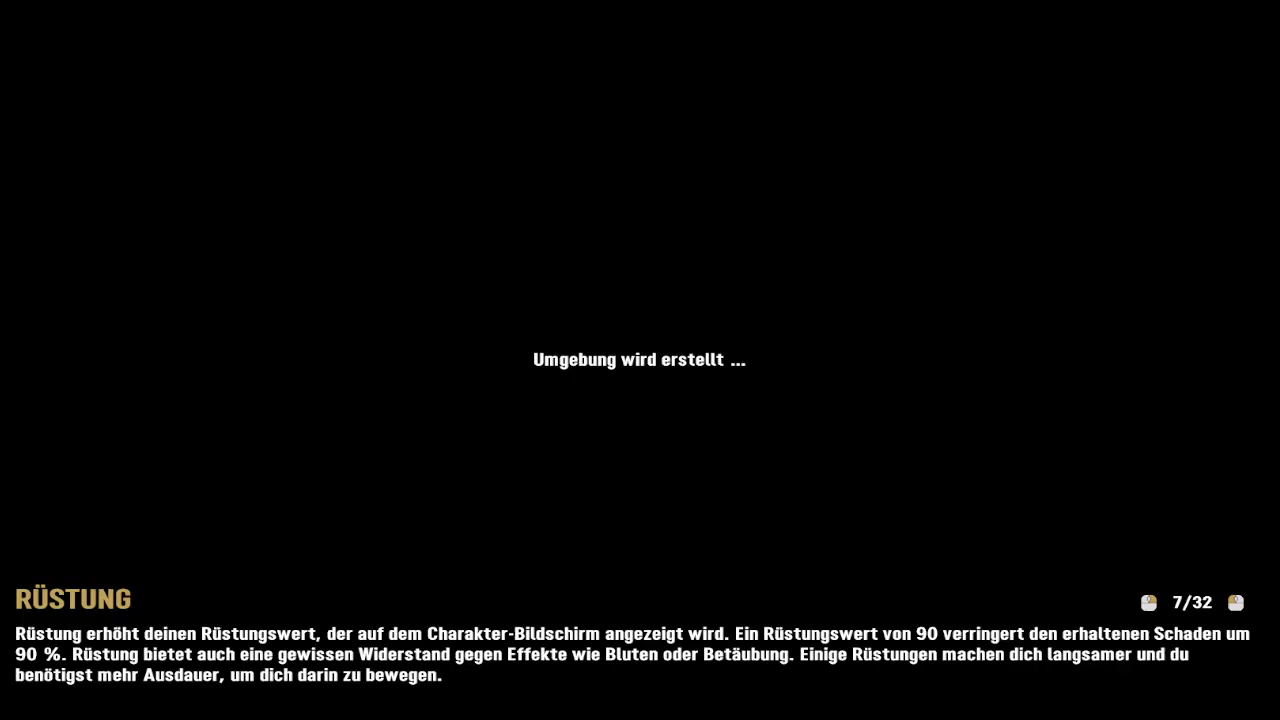 Umgebung wird erstellt ...
RÜSTUNG
7/32
Rüstung erhöht deinen Rüstungswert, der auf dem Charakter-Bildschirm angezeigt wird. Ein Rüstungswert von 90 verringert den erhaltenen Schaden um
90 %. Rüstung bietet auch eine gewissen Widerstand gegen Effekte wie Bluten oder Betäubung. Einige Rüstungen machen dich langsamer und du
benötigst mehr Ausdauer, um dich darin zu bewegen.